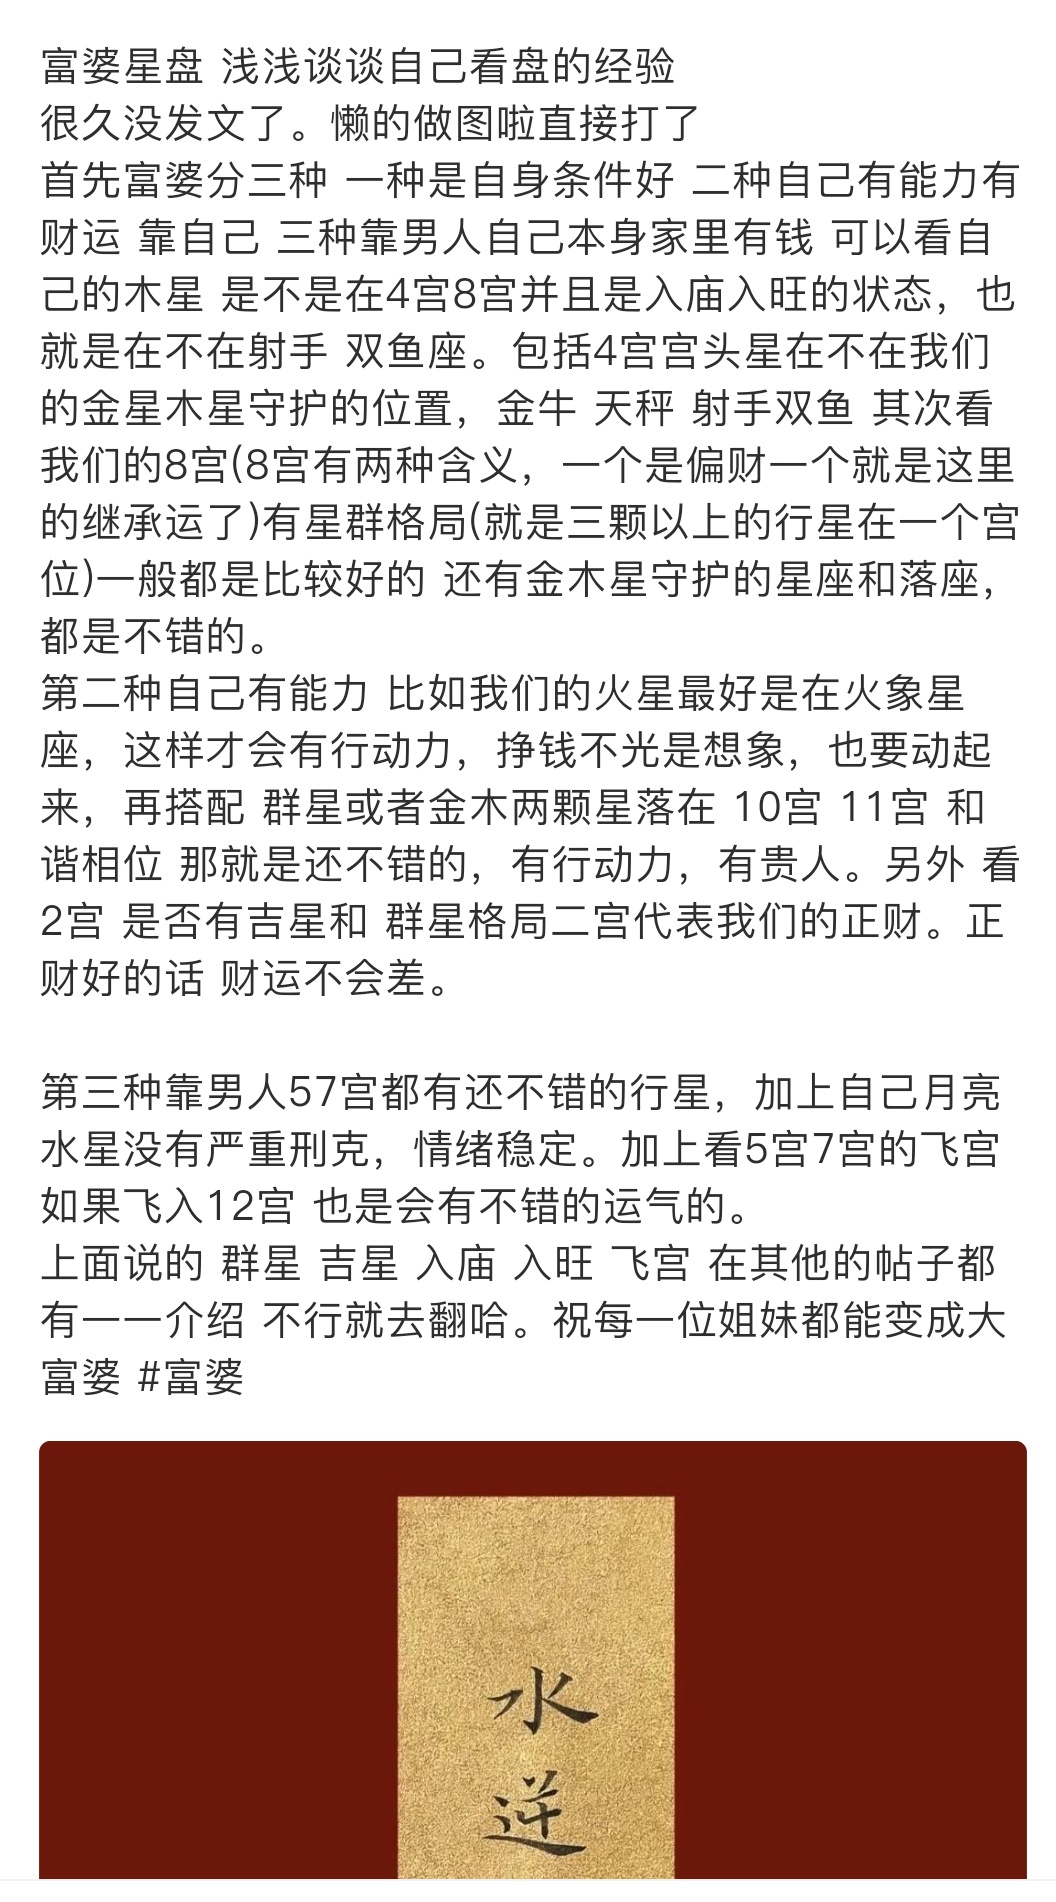 富婆星盘 浅浅谈谈自己看盘的经验
很久没发文了。懒的做图啦直接打了
首先富婆分三种 一种是自身条件好 二种自己有能力有
财运 靠自己 三种靠男人自己本身家里有钱 可以看自
己的木星 是不是在4宫8宫并且是入庙入旺的状态，也
就是在不在射手 双鱼座。包括4宫宫头星在不在我们
的金星木星守护的位置，金牛 天秤 射手双鱼 其次看
我们的8宫(8宫有两种含义，一个是偏财一个就是这里
的继承运了)有星群格局(就是三颗以上的行星在一个宫
位)一般都是比较好的 还有金木星守护的星座和落座，
都是不错的。
第二种自己有能力 比如我们的火星最好是在火象星
座，这样才会有行动力，挣钱不光是想象，也要动起
来，再搭配 群星或者金木两颗星落在 10宫 11宫 和
谐相位 那就是还不错的，有行动力，有贵人。另外 看
2宫 是否有吉星和 群星格局二宫代表我们的正财。正
财好的话 财运不会差。
第三种靠男人57宫都有还不错的行星，加上自己月亮
水星没有严重刑克，情绪稳定。加上看5宫7宫的飞宫
如果飞入12宫 也是会有不错的运气的。
上面说的 群星 吉星 入庙 入旺 飞宫 在其他的帖子都
有一一介绍 不行就去翻哈。祝每一位姐妹都能变成大
富婆 #富婆
水
逆